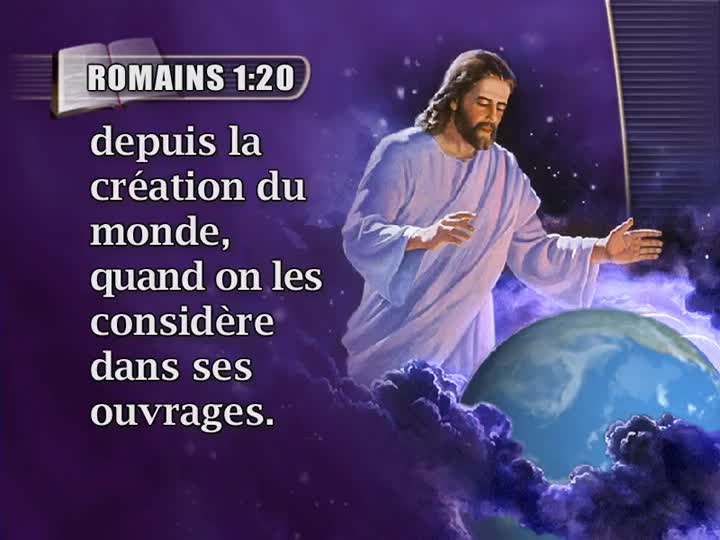 ROMAINS 1:20
depuis la
création du
monde,
quand on les
considère
dans ses
ouvrages.